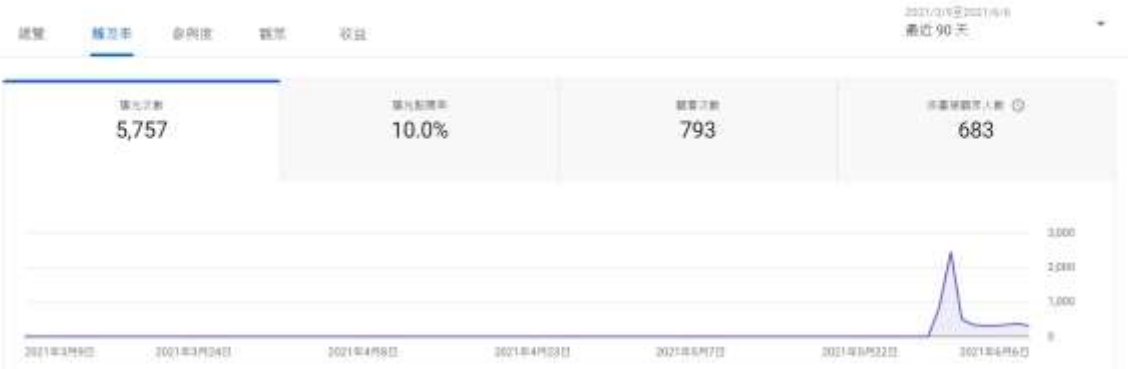 2021/3/9至2021/6/6
總覽 觸及率 參與度 觀眾 收益
最近 90 天
曝光次數 曝光點閱率 觀看次數 非重複觀眾人數
5,757 10.0% 793 683
3,000
2,000
1,000
0
2021年3月9日 2021年3月24日 2021年4月8日 2021年4月23日 2021年5月7日 2021年5月22日 2021年6月6日